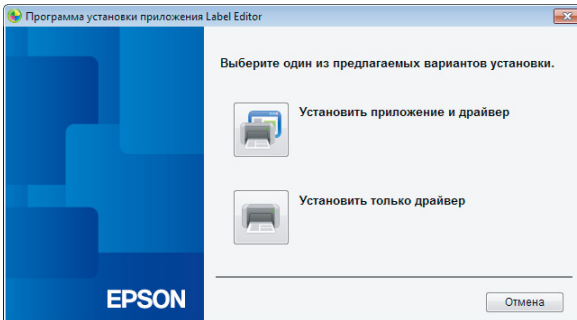 Программа установки приложения Label Editor
Выберите один из предлагаемых вариантов установки.
Установить приложение и драйвер
Установить только драйвер
EPSON
Отмена